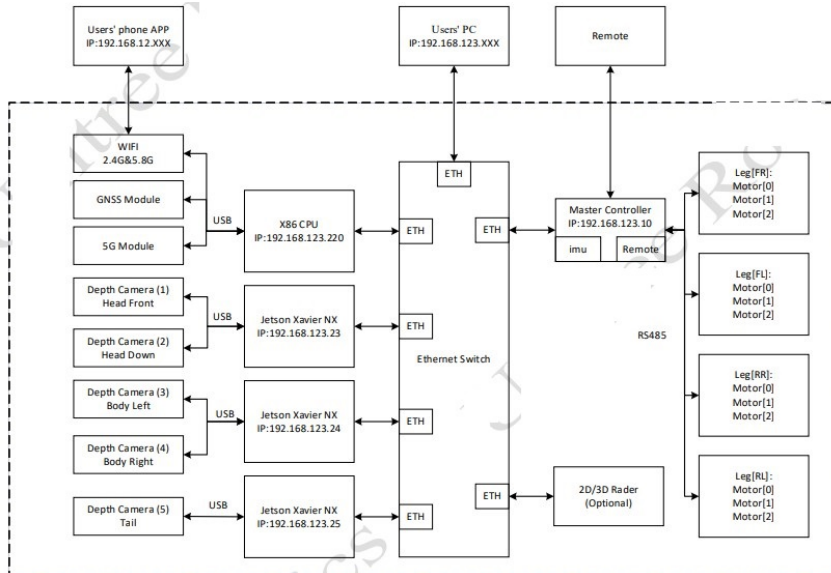 Users' phone APP
IP:192.168.12.XXX
Users' PC
IP:192.168.123.XXX
Remote
WIFI
2.4G&5.8G
GNSS Module
5G Module
USB
X86 CPU
IP:192.168.123.220
ETH
ETH
ETH
Master Controller
IP:192.168.123.10
imu
Remote
Leg[FR]:
Motor[0]
Motor[1]
Motor[2]
Depth Camera (1)
Head Front
Depth Camera (2)
Head Down
USB
Jetson Xavier NX
IP:192.168.123.23
ETH
Ethernet Switch
RS485
Leg[FL]:
Motor[0]
Motor[1]
Motor[2]
Depth Camera (3)
Body Left
Depth Camera (4)
Body Right
USB
Jetson Xavier NX
IP:192.168.123.24
ETH
Leg[RR]:
Motor[0]
Motor[1]
Motor[2]
Depth Camera (5)
Tail
USB
Jetson Xavier NX
IP:192.168.123.25
ETH
ETH
2D/3D Rader
(Optional)
Leg[RL]:
Motor[0]
Motor[1]
Motor[2]